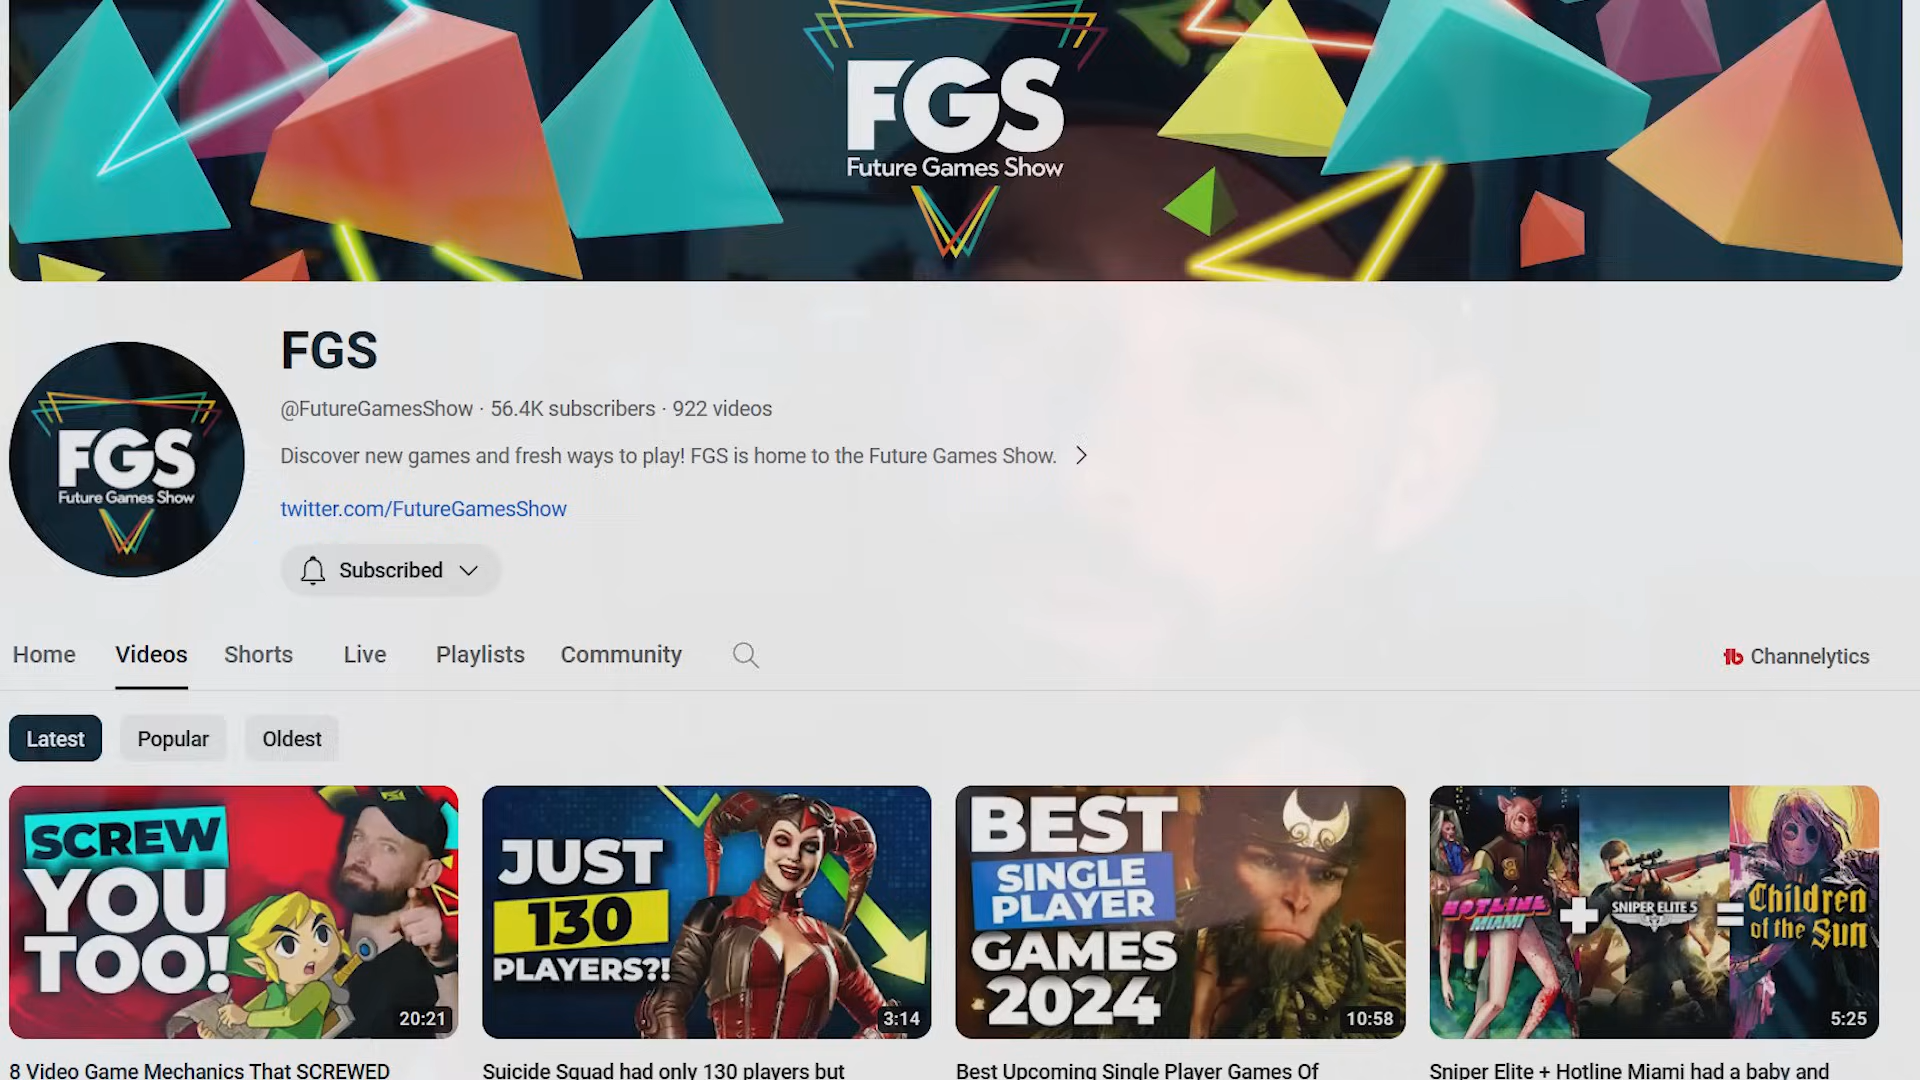 FGS
Future Games Show
FGS
Future Games Show
FGS
@FutureGamesShow · 56.4K subscribers · 922 videos
Discover new games and fresh ways to play! FGS is home to the Future Games Show.
twitter.com/FutureGamesShow
Subscribed
Home Videos Shorts Live Playlists Community
tb Channelytics
Latest Popular Oldest
SCREW
YOU
TOO!
20:21
JUST
130
PLAYERS?!
3:14
BEST
SINGLE
PLAYER
GAMES
2024
10:58
HOTLINE
MIAMI
+
SNIPER ELITE 5
=
Children
of the Sun
5:25
8 Video Game Mechanics That SCREWED
Suicide Squad had only 130 players but
Best Upcoming Single Player Games Of
Sniper Elite + Hotline Miami had a baby and